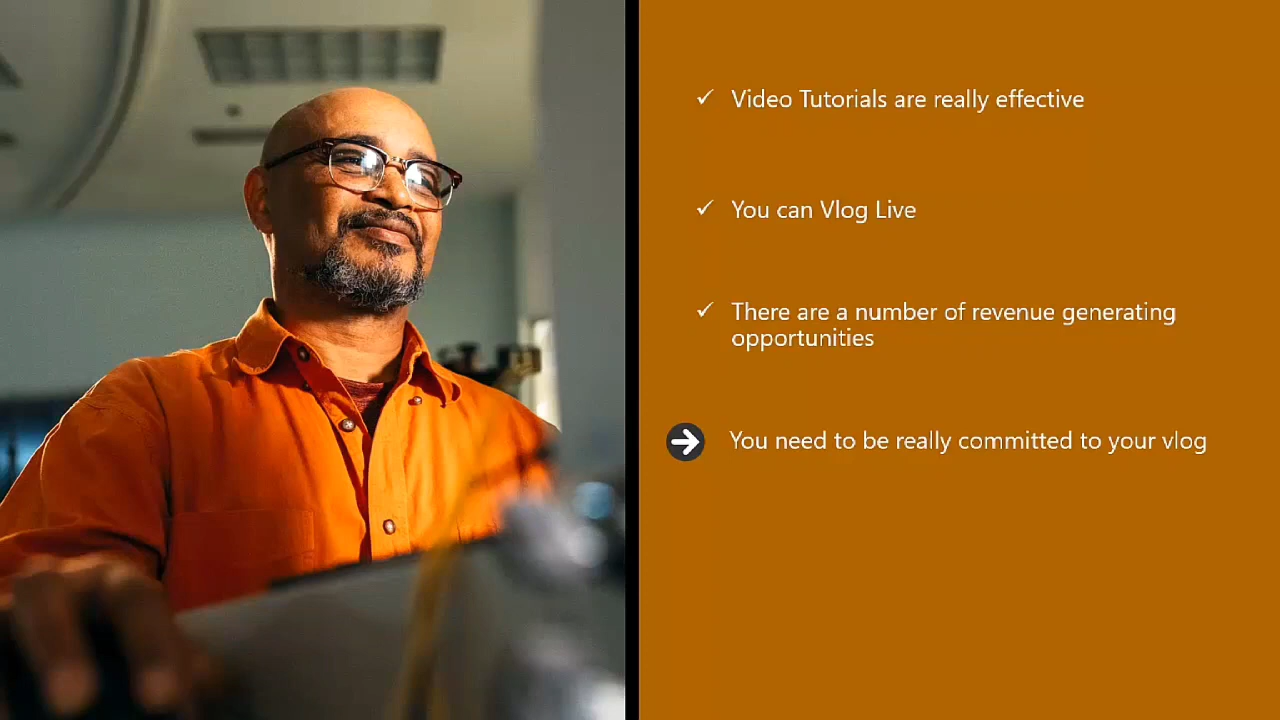 Video Tutorials are really effective
You can Vlog Live
There are a number of revenue generating
opportunities
You need to be really committed to your vlog